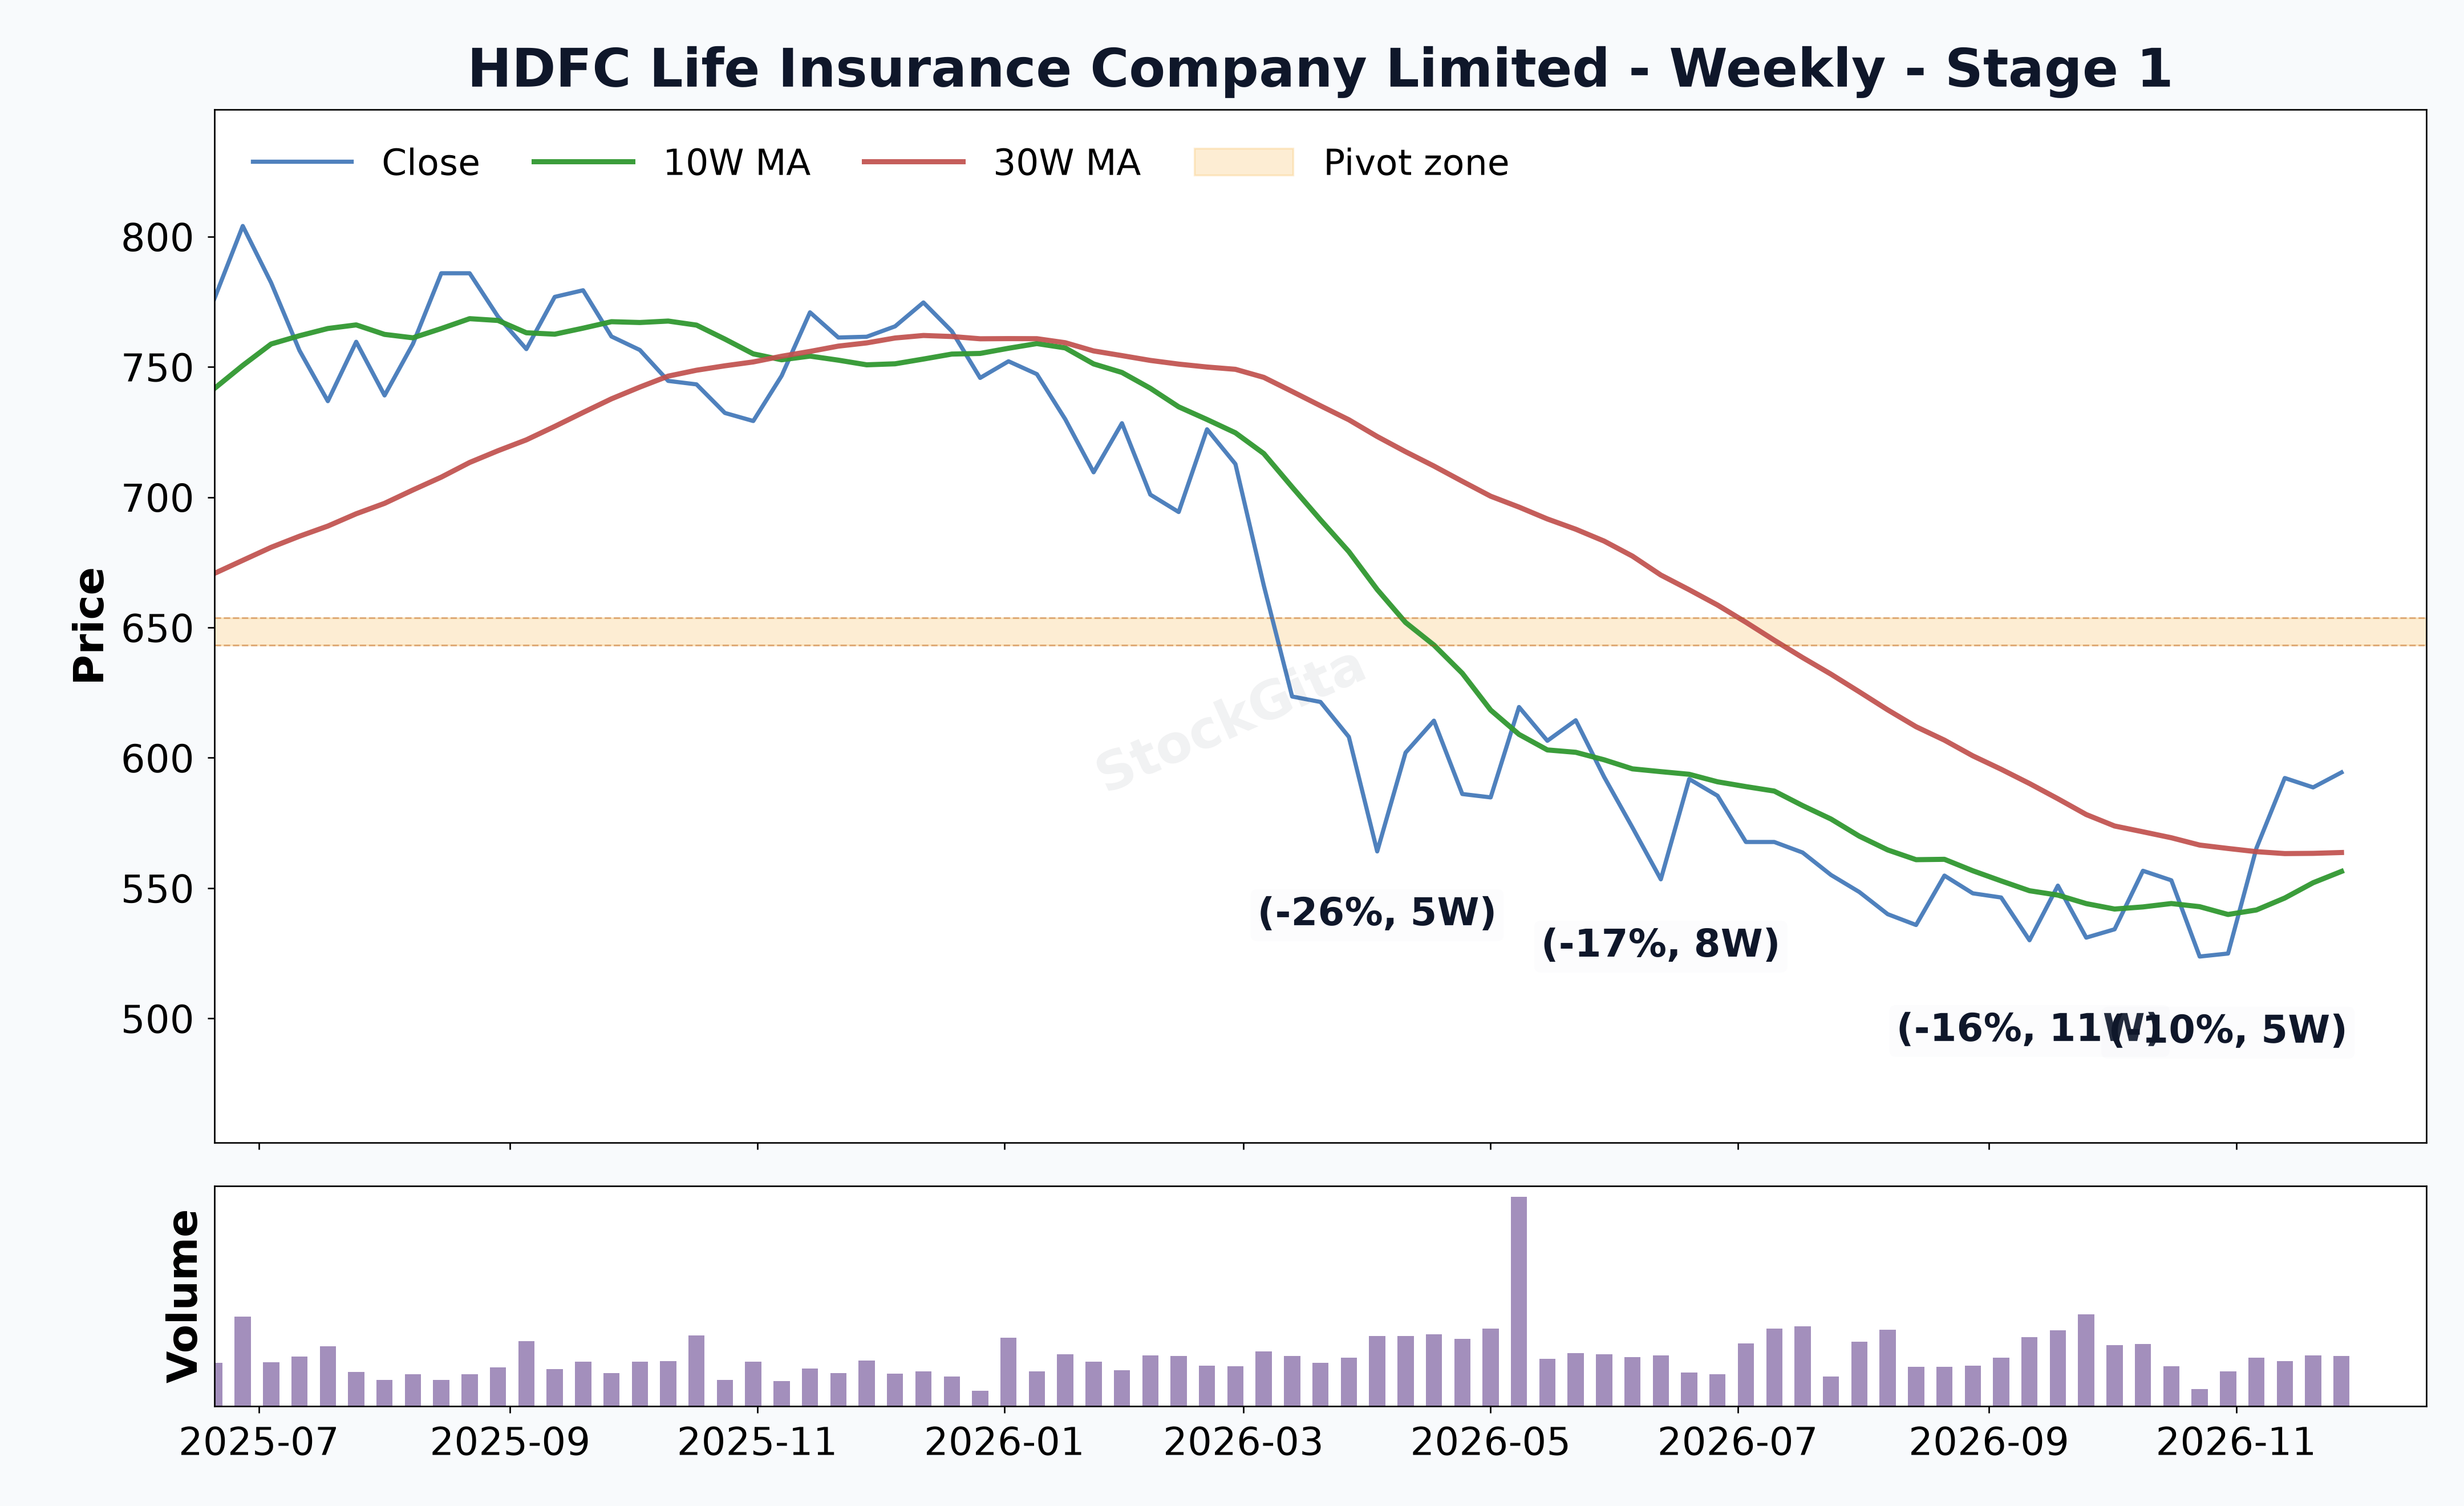 HDFC Life Insurance Company Limited - Weekly - Stage 1
Close 10W MA 30W MA Pivot zone
800
750
700
650
600
550
500
Price
StockGita
(-26%, 5W)
(-17%, 8W)
(-16%, 11W)
(-10%, 5W)
Volume
2025-07 2025-09 2025-11 2026-01 2026-03 2026-05 2026-07 2026-09 2026-11